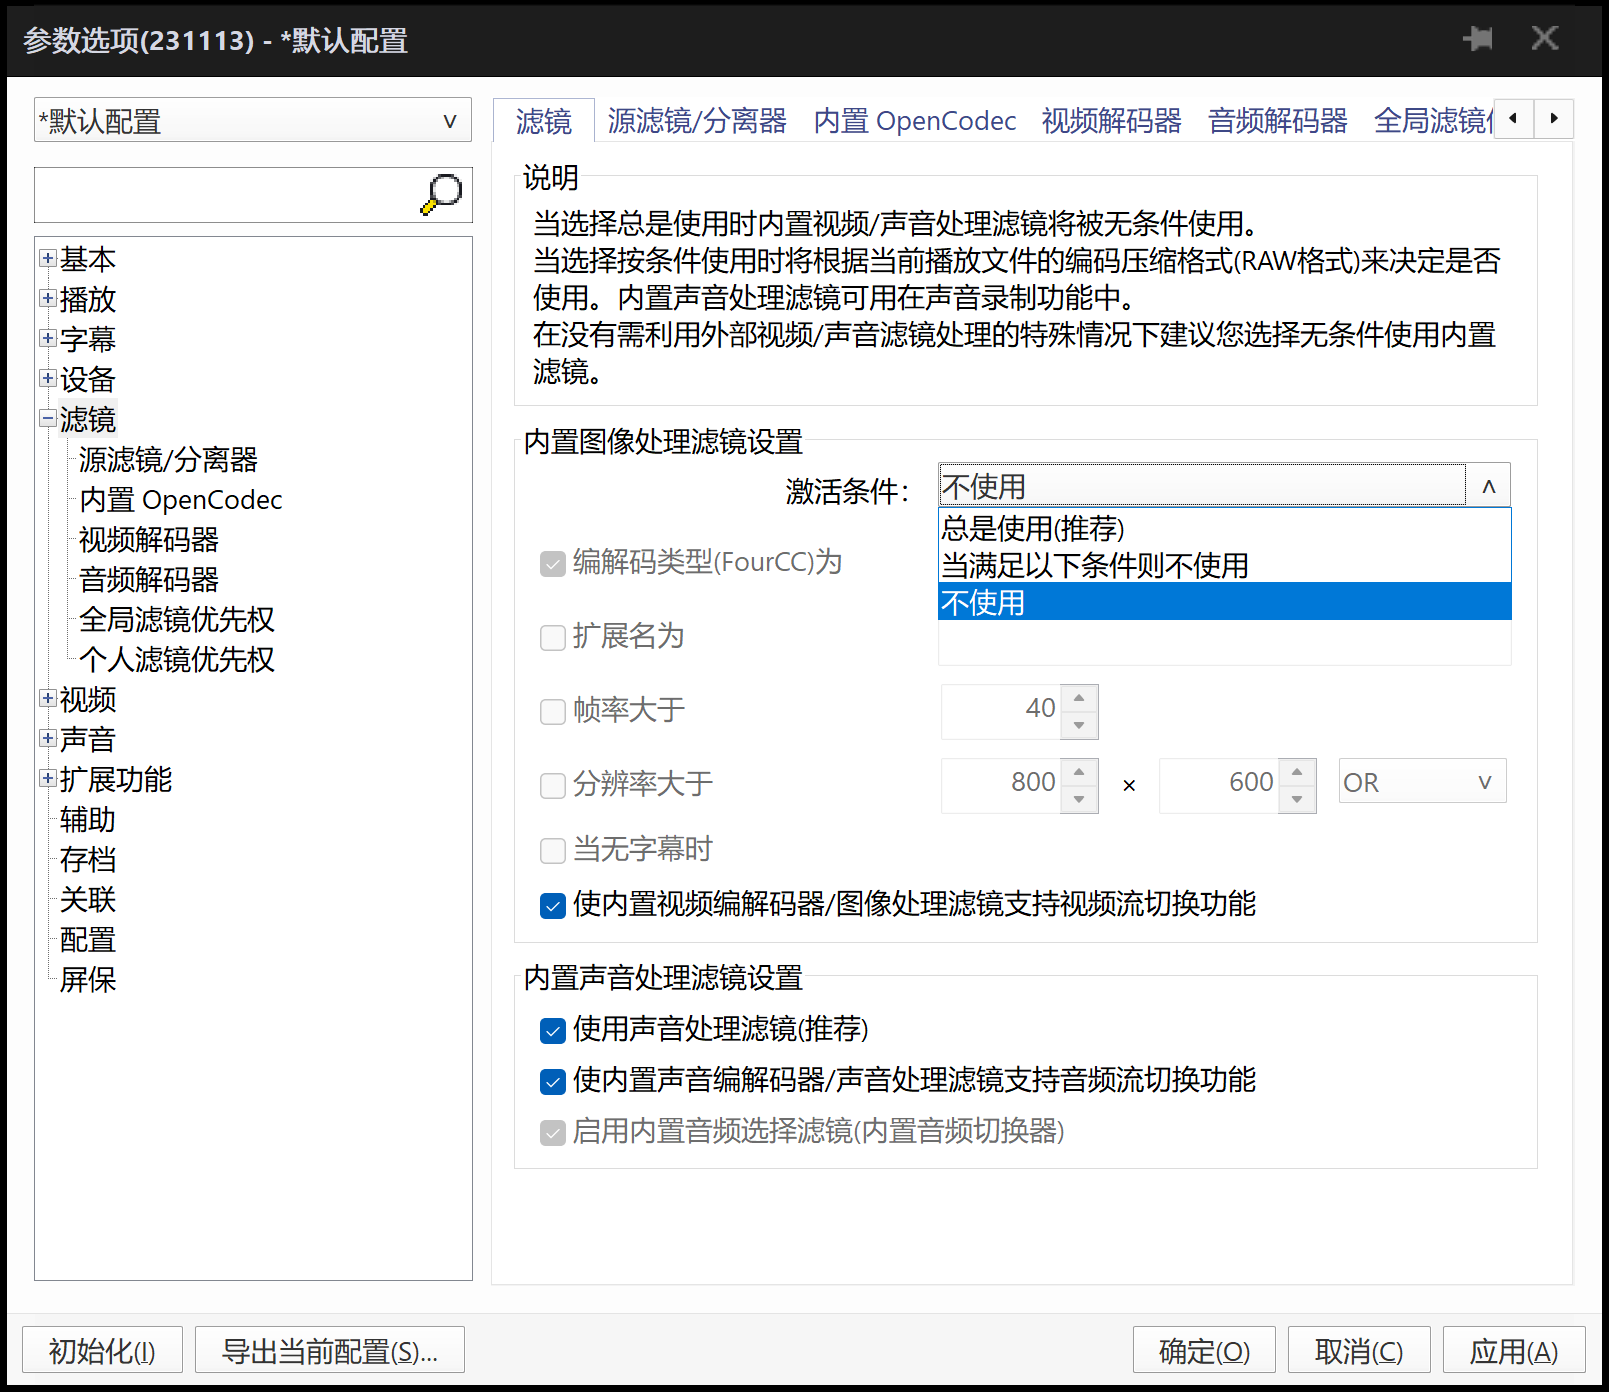 参数选项(231113) - *默认配置
*默认配置
基本
播放
字幕
设备
滤镜
源滤镜/分离器
内置 OpenCodec
视频解码器
音频解码器
全局滤镜优先权
个人滤镜优先权
视频
声音
扩展功能
辅助
存档
关联
配置
屏保
滤镜 源滤镜/分离器 内置 OpenCodec 视频解码器 音频解码器 全局滤镜
说明
当选择总是使用时内置视频/声音处理滤镜将被无条件使用。
当选择按条件使用时将根据当前播放文件的编码压缩格式(RAW格式)来决定是否
使用。内置声音处理滤镜可用在声音录制功能中。
在没有需利用外部视频/声音滤镜处理的特殊情况下建议您选择无条件使用内置
滤镜。
内置图像处理滤镜设置
激活条件： 不使用
总是使用(推荐)
当满足以下条件则不使用
不使用
编解码类型(FourCC)为
扩展名为
帧率大于 40
分辨率大于 800 × 600 OR
当无字幕时
使内置视频编解码器/图像处理滤镜支持视频流切换功能
内置声音处理滤镜设置
使用声音处理滤镜(推荐)
使内置声音编解码器/声音处理滤镜支持音频流切换功能
启用内置音频选择滤镜(内置音频切换器)
初始化(I) 导出当前配置(S)... 确定(O) 取消(C) 应用(A)